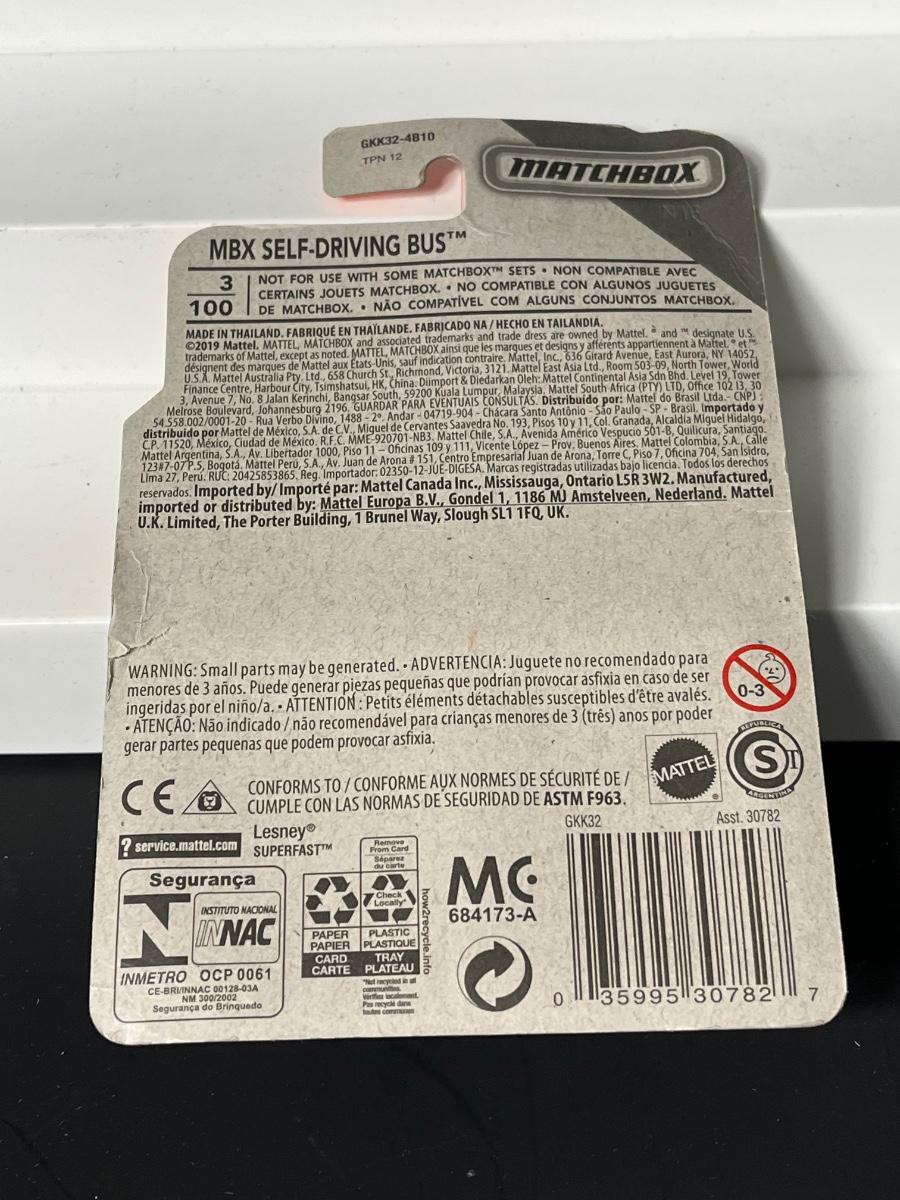 GKK32-4B10
TPN 12
MATCHBOX
MBX SELF-DRIVING BUS™
3
100
NOT FOR USE WITH SOME MATCHBOX™ SETS • NON COMPATIBLE AVEC
CERTAINS JOUETS MATCHBOX. • NO COMPATIBLE CON ALGUNOS JUGUETES
DE MATCHBOX. • NÃO COMPATÍVEL COM ALGUNS CONJUNTOS MATCHBOX.
MADE IN THAILAND. FABRIQUÉ EN THAÏLANDE. FABRICADO NA / HECHO EN TAILANDIA.
©2019 Mattel. MATTEL, MATCHBOX and associated trademarks and trade dress are owned by Mattel. ® and ™ designate U.S.
trademarks of Mattel, except as noted. MATTEL, MATCHBOX ainsi que les marques et designs y afférents appartiennent à Mattel. ® et ™
désignent des marques de Mattel aux États-Unis, sauf indication contraire. Mattel, Inc., 636 Girard Avenue, East Aurora, NY 14052,
U.S.A. Mattel Australia Pty. Ltd., 658 Church St., Richmond, Victoria, 3121. Mattel East Asia Ltd., Room 503-09, North Tower, World
Finance Centre, Harbour City, Tsimshatsui, HK, China. Diimport & Diedarkan Oleh: Mattel Continental Asia Sdn Bhd. Level 19, Tower
3, Avenue 7, No. 8 Jalan Kerinchi, Bangsar South, 59200 Kuala Lumpur, Malaysia. Mattel South Africa (PTY) LTD, Office 102 I3, 30
Melrose Boulevard, Johannesburg 2196. GUARDAR PARA EVENTUAIS CONSULTAS. Distribuido por: Mattel do Brasil Ltda.- CNPJ :
54.558.002/0001-20 - Rua Verbo Divino, 1488 - 2º. Andar - 04719-904 - Chácara Santo Antônio - São Paulo - SP - Brasil. Importado y
distribuido por Mattel de México, S.A. de C.V., Miguel de Cervantes Saavedra No. 193, Pisos 10 y 11, Col. Granada, Alcaldía Miguel Hidalgo,
C.P. 11520, México, Ciudad de México. R.F.C. MME-920701-NB3. Mattel Chile, S.A., Avenida Américo Vespucio 501-B, Quilicura, Santiago.
Mattel Argentina, S.A., Av. Libertador 1000, Piso 11 – Oficinas 109 y 111, Vicente López – Prov. Buenos Aires. Mattel Colombia, S.A., Calle
123#7-07 P.5, Bogotá. Mattel Perú, S.A., Av. Juan de Arona # 151, Centro Empresarial Juan de Arona, Torre C, Piso 7, Oficina 704, San Isidro,
Lima 27, Perú. RUC: 20425853865. Reg. Importador: 02350-12-JUE-DIGESA. Marcas registradas utilizadas bajo licencia. Todos los derechos
reservados. Imported by/ Importé par: Mattel Canada Inc., Mississauga, Ontario L5R 3W2. Manufactured,
imported or distributed by: Mattel Europa B.V., Gondel 1, 1186 MJ Amstelveen, Nederland. Mattel
U.K. Limited, The Porter Building, 1 Brunel Way, Slough SL1 1FQ, UK.
WARNING: Small parts may be generated. • ADVERTENCIA: Juguete no recomendado para
menores de 3 años. Puede generar piezas pequeñas que podrían provocar asfixia en caso de ser
ingeridas por el niño/a. • ATTENTION : Petits éléments détachables susceptibles d'être avalés.
• ATENÇÃO: Não indicado / não recomendável para crianças menores de 3 (três) anos por poder
gerar partes pequenas que podem provocar asfixia.
0-3
CE
CONFORMS TO / CONFORME AUX NORMES DE SÉCURITÉ DE /
CUMPLE CON LAS NORMAS DE SEGURIDAD DE ASTM F963.
MATTEL
®
REPUBLICA
S
ARGENTINA
? service.mattel.com
Lesney®
SUPERFAST™
GKK32
Asst. 30782
Segurança
INSTITUTO NACIONAL
INNAC
INMETRO OCP 0061
CE-BRI/INNAC 00128-03A
NM 300/2002
Segurança do Brinquedo
Remove
From Card
Séparez
du carte
Check
Locally*
PAPER
PAPIER
PLASTIC
PLASTIQUE
CARD
CARTE
TRAY
PLATEAU
*Not recycled in all
communities.
Vérifiez localement.
Pas recyclé dans
toutes communes
how2recycle.info
MC
684173-A
0 35995 30782 7